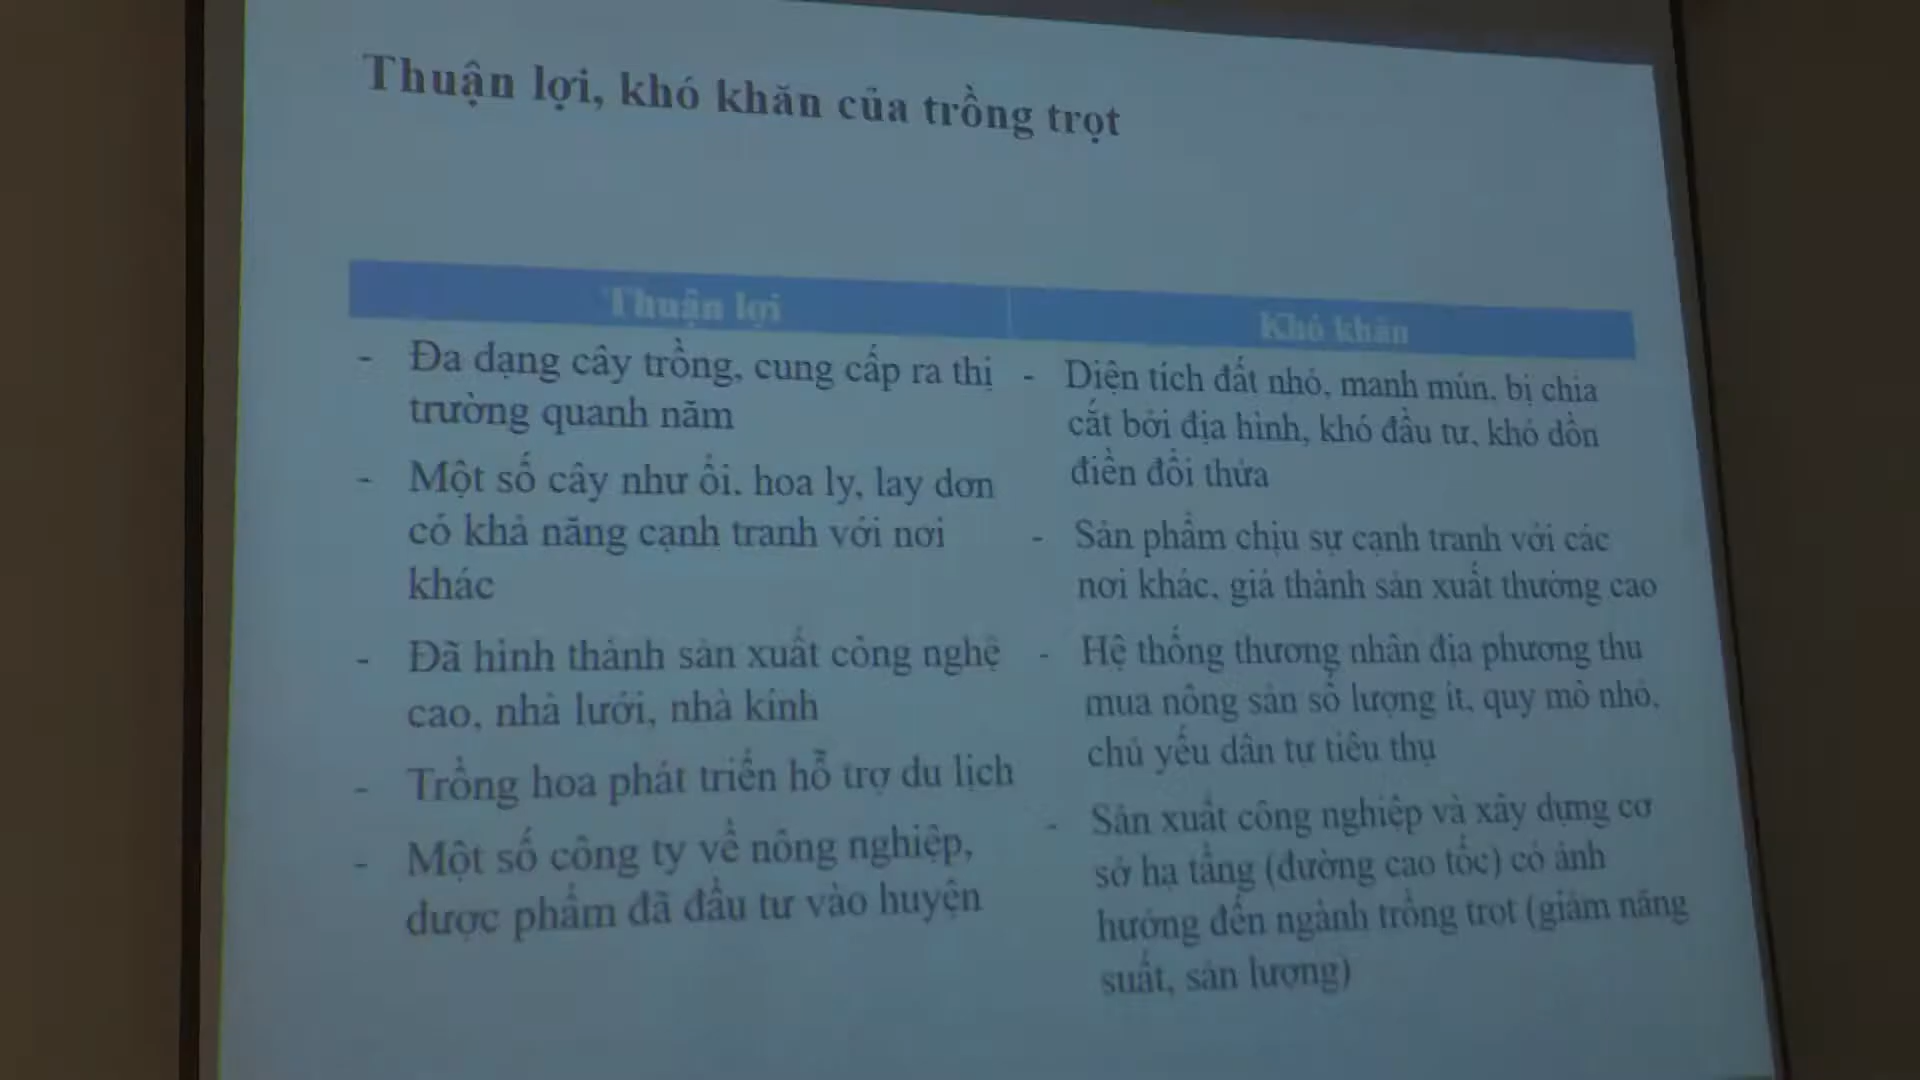 Thuận lợi, khó khăn của trồng trọt
Thuận lợi
- Đa dạng cây trồng, cung cấp ra thị
trường quanh năm
- Một số cây như ổi, hoa ly, lay dơn
có khả năng cạnh tranh với nơi
khác
- Đã hình thành sản xuất công nghệ
cao, nhà lưới, nhà kính
- Trồng hoa phát triển hỗ trợ du lịch
- Một số công ty về nông nghiệp,
dược phẩm đã đầu tư vào huyện
Khó khăn
- Diện tích đất nhỏ, manh mún, bị chia
cắt bởi địa hình, khó đầu tư, khó dồn
điền đổi thửa
- Sản phẩm chịu sự cạnh tranh với các
nơi khác, giá thành sản xuất thường cao
- Hệ thống thương nhân địa phương thu
mua nông sản số lượng ít, quy mô nhỏ,
chủ yếu dân tự tiêu thụ
- Sản xuất công nghiệp và xây dựng cơ
sở hạ tầng (đường cao tốc) có ảnh
hưởng đến ngành trồng trọt (giảm năng
suất, sản lượng)